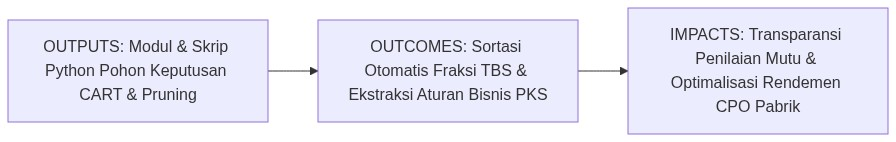 OUTPUTS: Modul & Skrip
Python Pohon Keputusan
CART & Pruning
OUTCOMES: Sortasi
Otomatis Fraksi TBS &
Ekstraksi Aturan Bisnis PKS
IMPACTS: Transparansi
Penilaian Mutu &
Optimalisasi Rendemen
CPO Pabrik